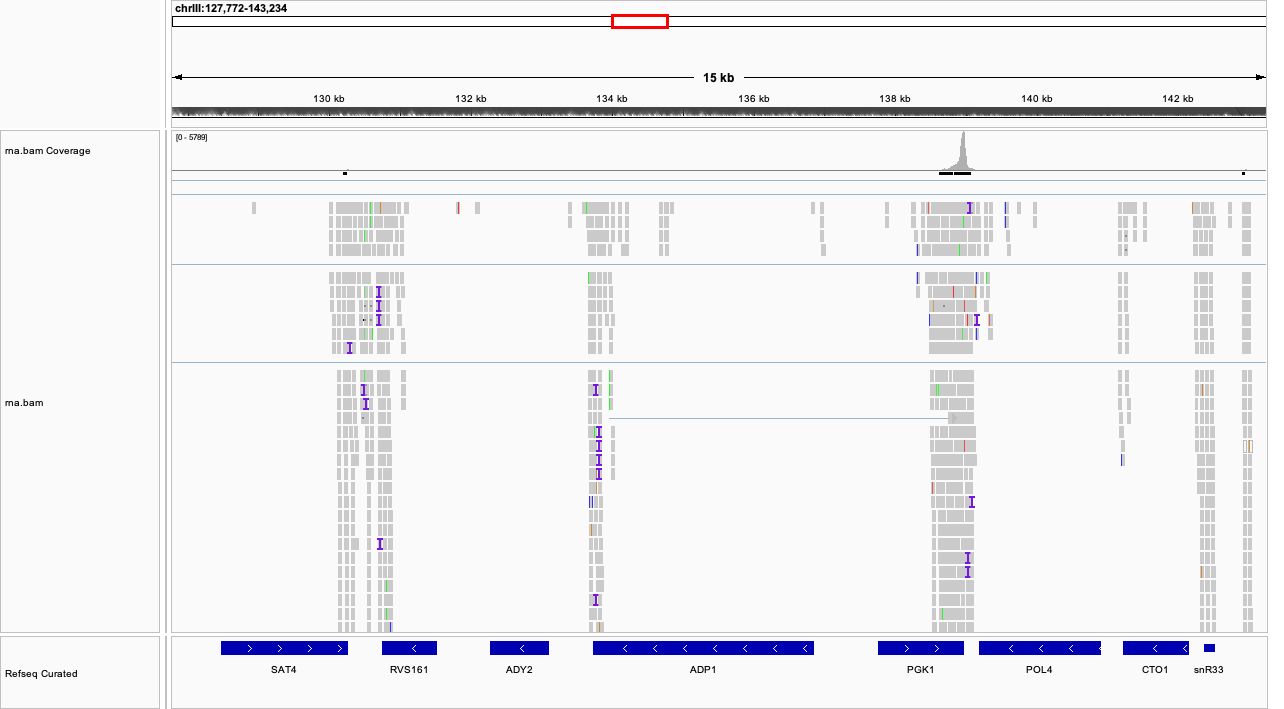 chrIII:127,772-143,234
15 kb
130 kb 132 kb 134 kb 136 kb 138 kb 140 kb 142 kb
rna.bam Coverage
[0 - 5789]
rna.bam
Refseq Curated
SAT4 RVS161 ADY2 ADP1 PGK1 POL4 CTO1 snR33